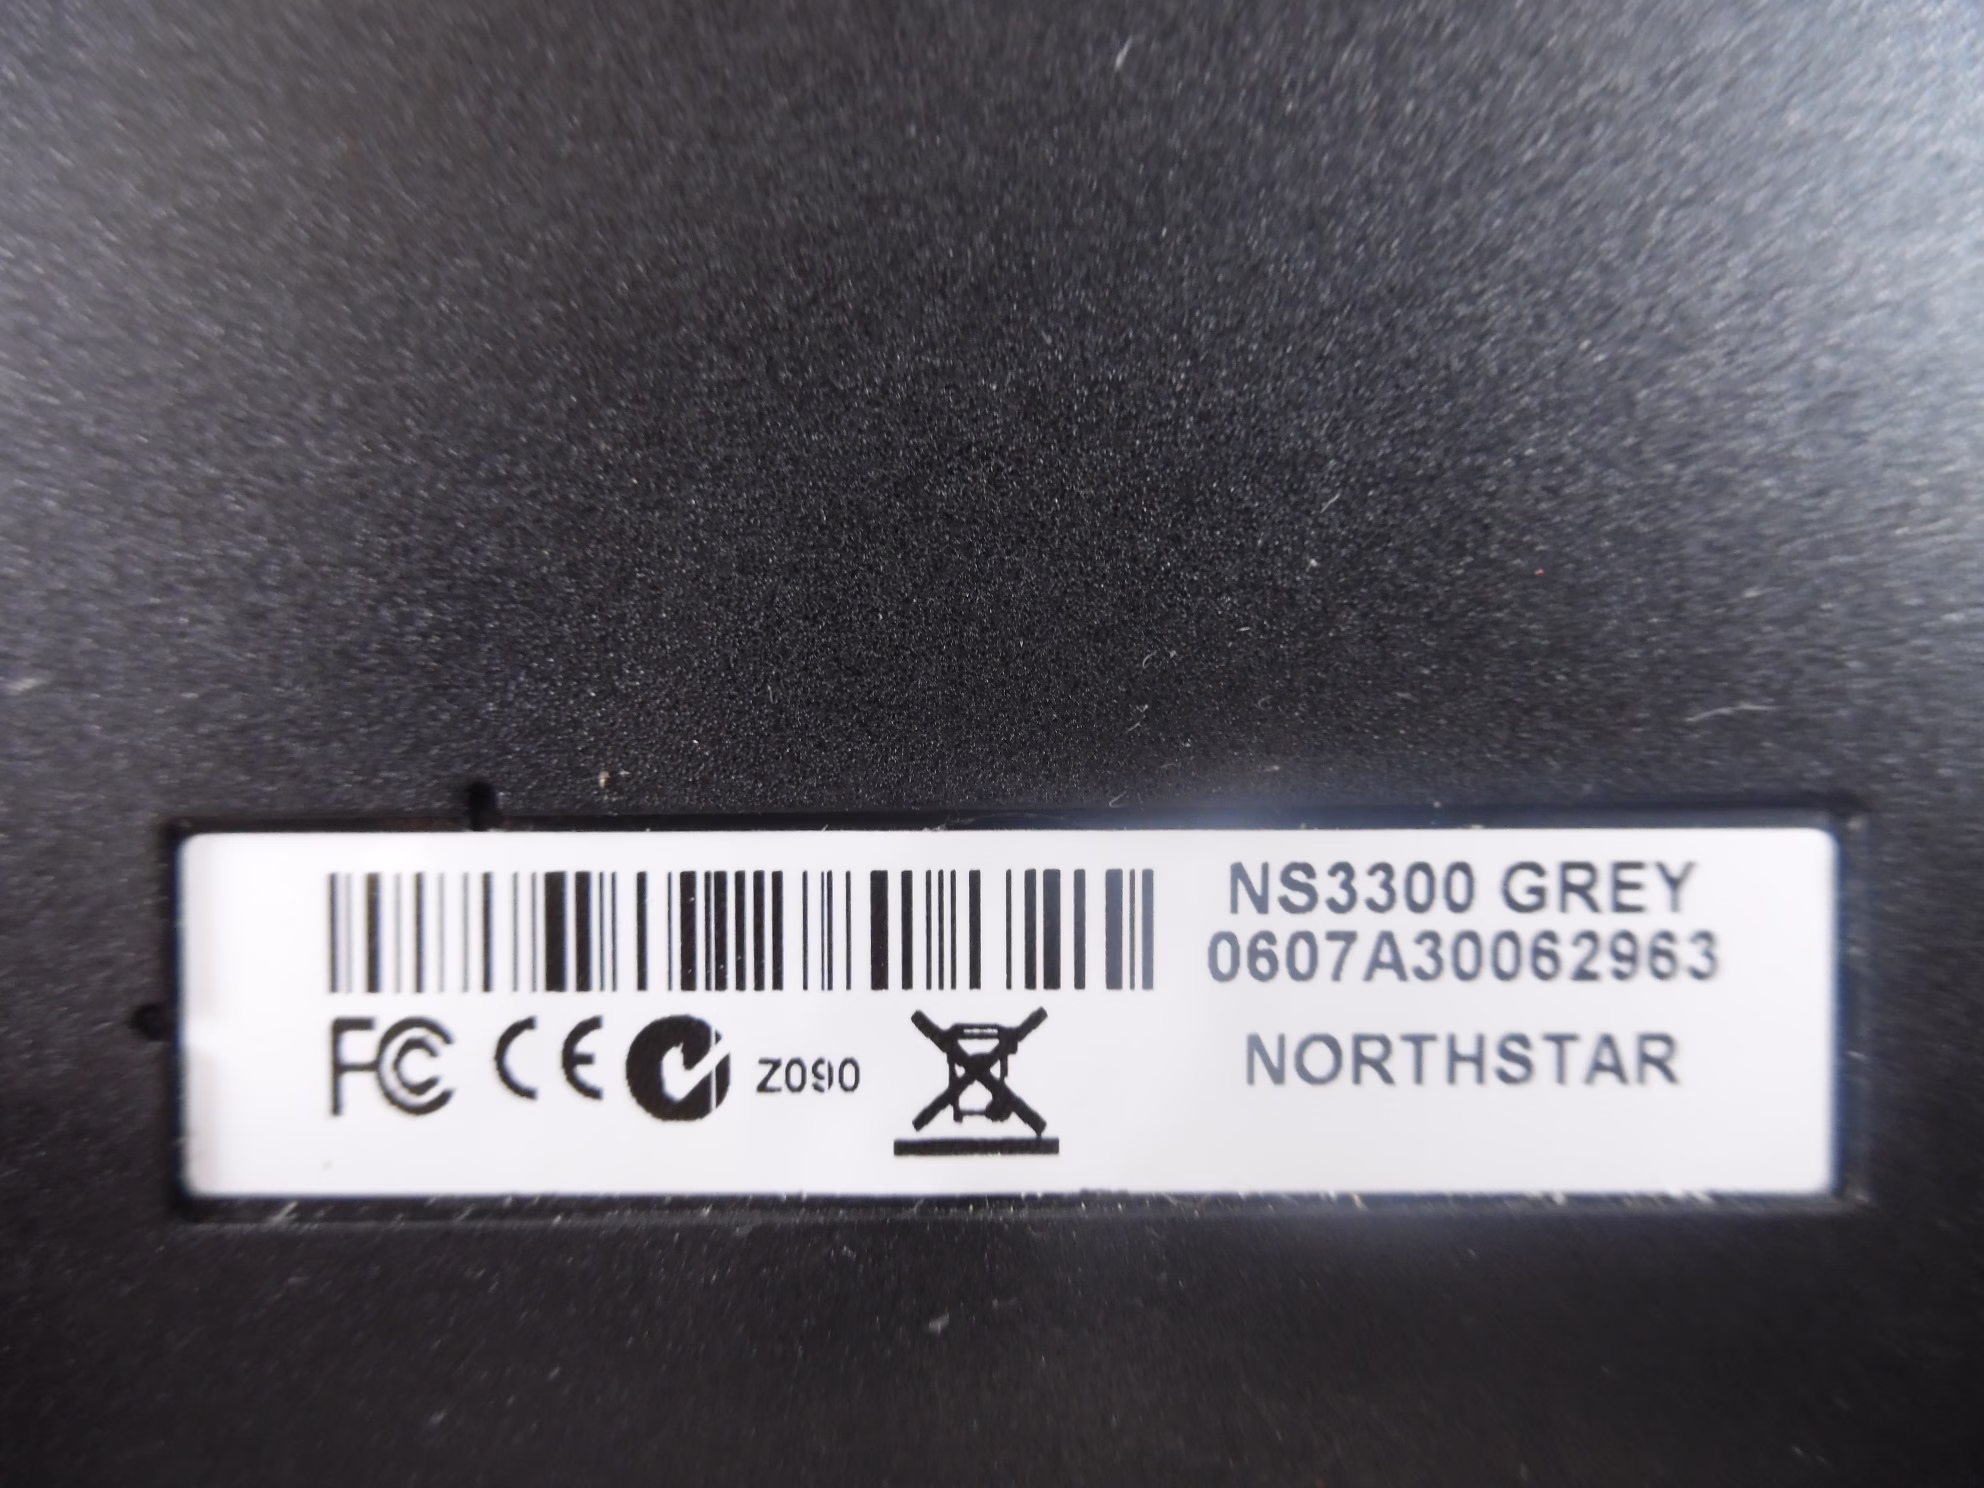 NS3300 GREY
0607A30062963
FC CE Z090
NORTHSTAR